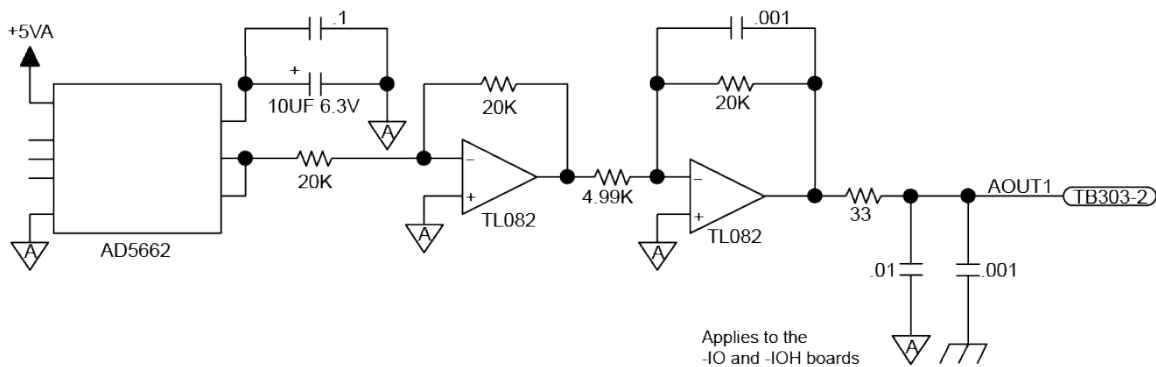 +5VA
.1
+
10UF 6.3V
A
20K
20K
−
+
TL082
A
4.99K
.001
20K
−
+
TL082
A
33
AOUT1
TB303-2
.01
.001
A
AD5662
A
Applies to the
-IO and -IOH boards